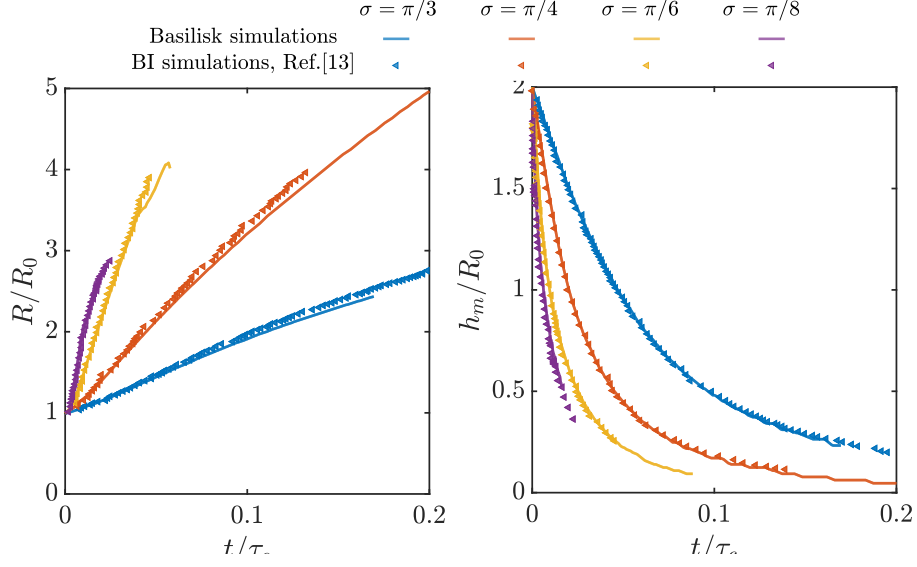 σ = π/3 σ = π/4 σ = π/6 σ = π/8
Basilisk simulations
BI simulations, Ref.[13]
R/R0
5
4
3
2
1
0
0 0.1 0.2
hm/R0
2
1.5
1
0.5
0
0 0.1 0.2
t/τc